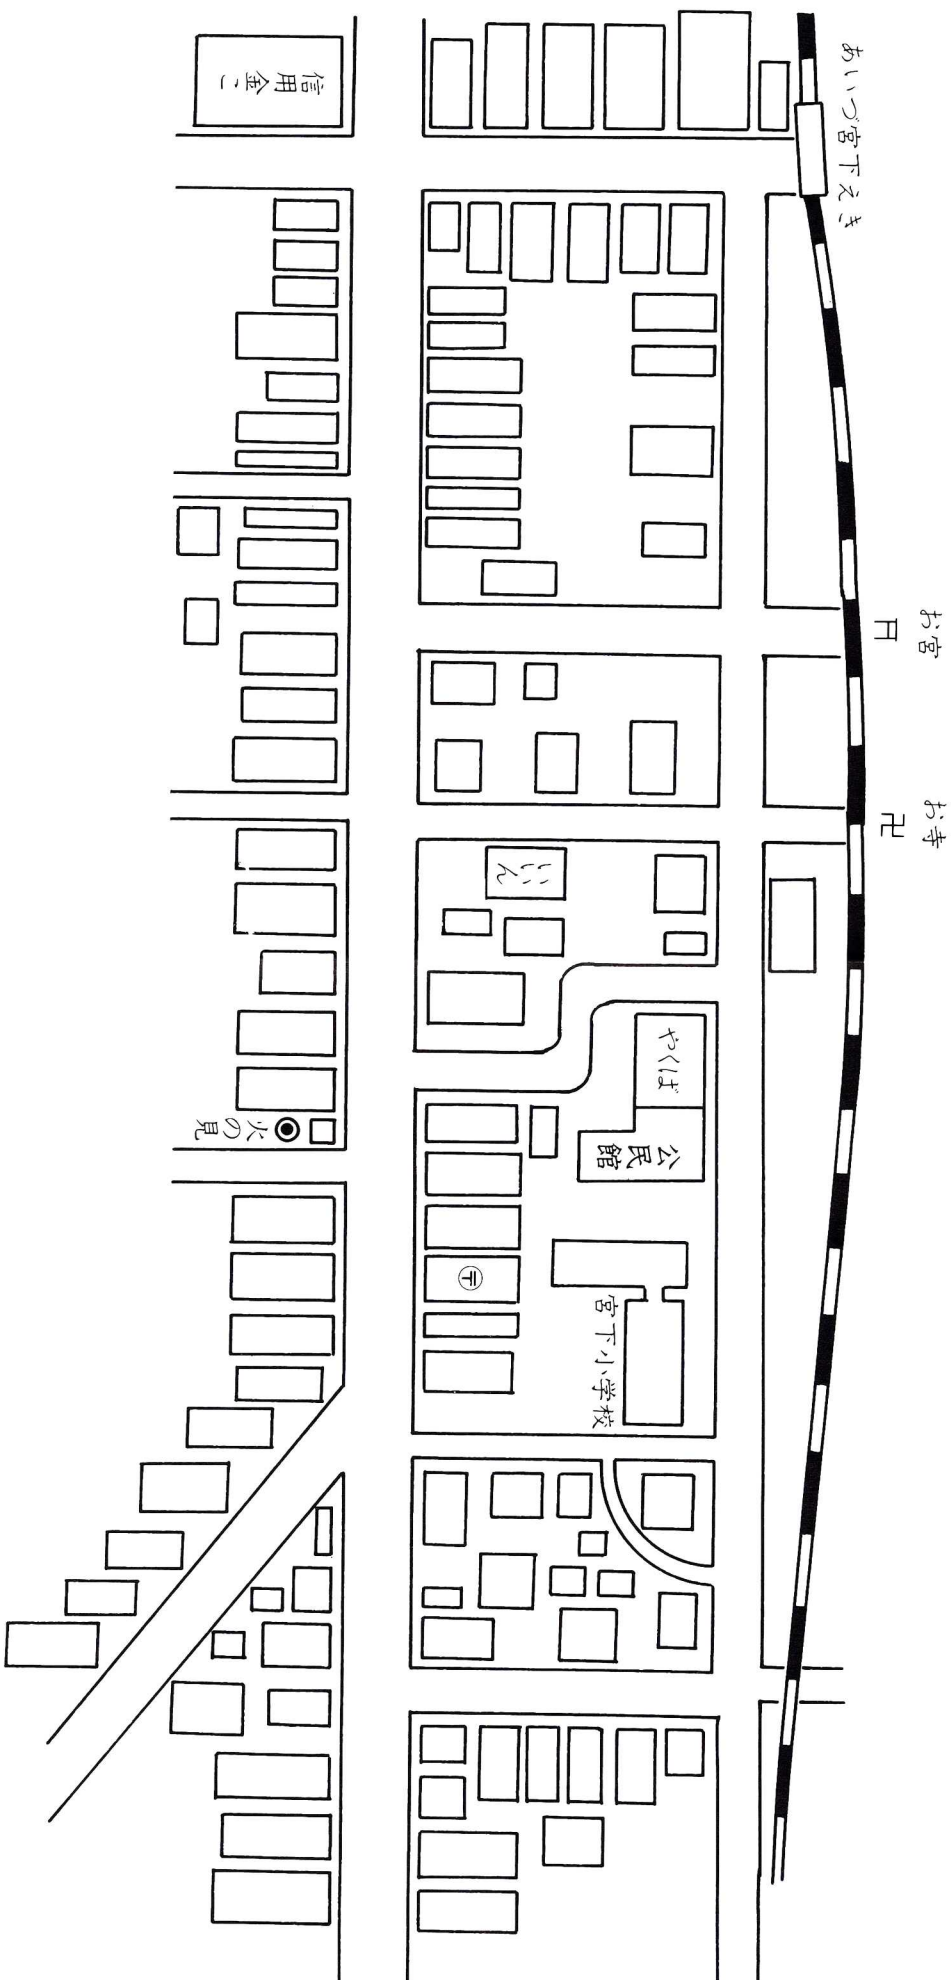 あいづ宮下えき
お宮
お寺
卍
信用金こ
いいん
やくば
公民館
宮下小学校
〒
火の見